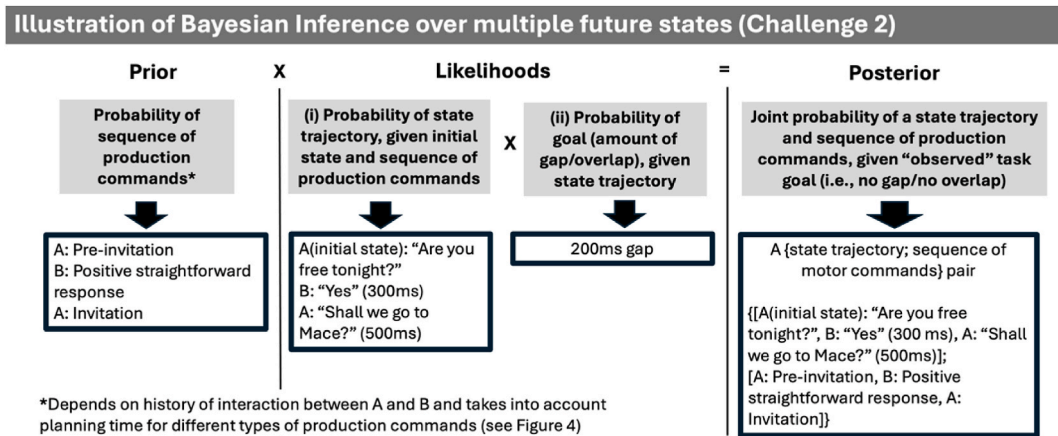 Illustration of Bayesian Inference over multiple future states (Challenge 2)
Prior
X
Likelihoods
=
Posterior
Probability of
sequence of
production
commands*
(i) Probability of state
trajectory, given initial
state and sequence of
production commands
X
(ii) Probability of
goal (amount of
gap/overlap), given
state trajectory
Joint probability of a state trajectory
and sequence of production
commands, given “observed” task
goal (i.e., no gap/no overlap)
A: Pre-invitation
B: Positive straightforward
response
A: Invitation
A(initial state): “Are you
free tonight?”
B: “Yes” (300ms)
A: “Shall we go to
Mace?” (500ms)
200ms gap
A {state trajectory; sequence of
motor commands} pair
{[A(initial state): “Are you free
tonight?”, B: “Yes” (300 ms), A: “Shall
we go to Mace?” (500ms)];
[A: Pre-invitation, B: Positive
straightforward response, A:
Invitation]}
*Depends on history of interaction between A and B and takes into account
planning time for different types of production commands (see Figure 4)